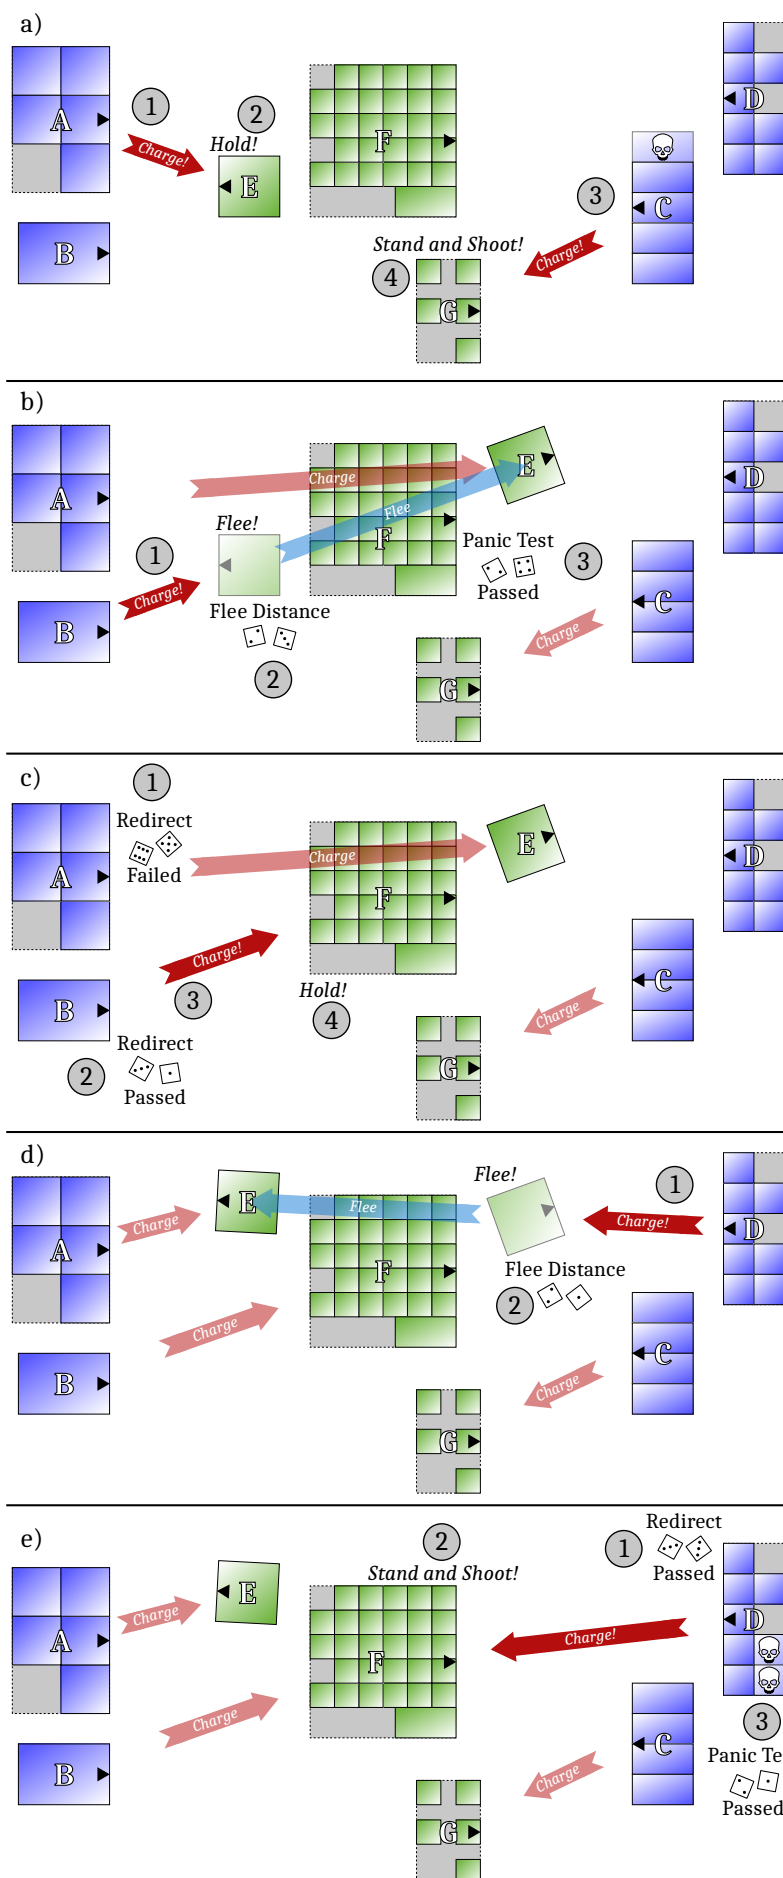 a)
1
2
A
Charge!
Hold!
E
F
D
C
3
B
Stand and Shoot!
Charge!
4
G
b)
A
Charge
E
D
Flee!
Flee
F
1
Panic Test
3
Charge!
Passed
C
B
Flee Distance
Charge
2
G
c)
1
Redirect
Failed
A
Charge
E
D
F
Charge!
B
3
Hold!
4
C
Charge
Redirect
2
Passed
G
d)
Flee!
1
E
Flee
Charge!
D
Charge
A
F
Flee Distance
2
Charge
C
B
Charge
G
e)
2
1
Redirect
Passed
Stand and Shoot!
E
Charge
A
D
Charge!
F
Charge
3
C
B
Panic Te
Charge
Passed
G